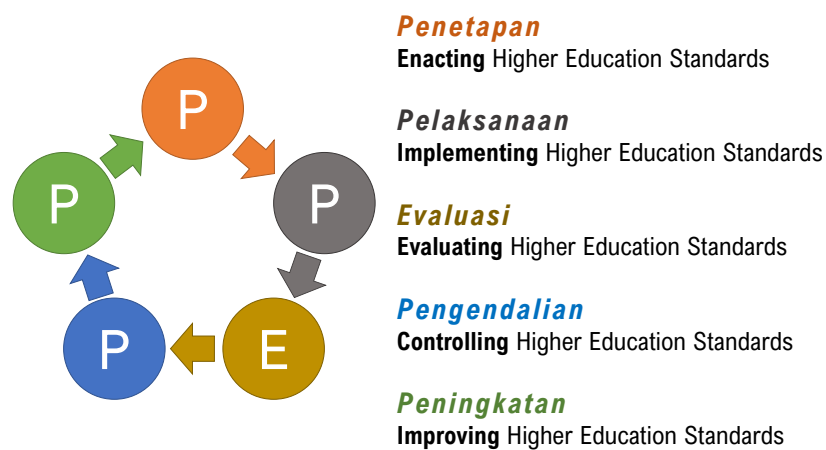 P
P
E
P
P
Penetapan
Enacting Higher Education Standards
Pelaksanaan
Implementing Higher Education Standards
Evaluasi
Evaluating Higher Education Standards
Pengendalian
Controlling Higher Education Standards
Peningkatan
Improving Higher Education Standards